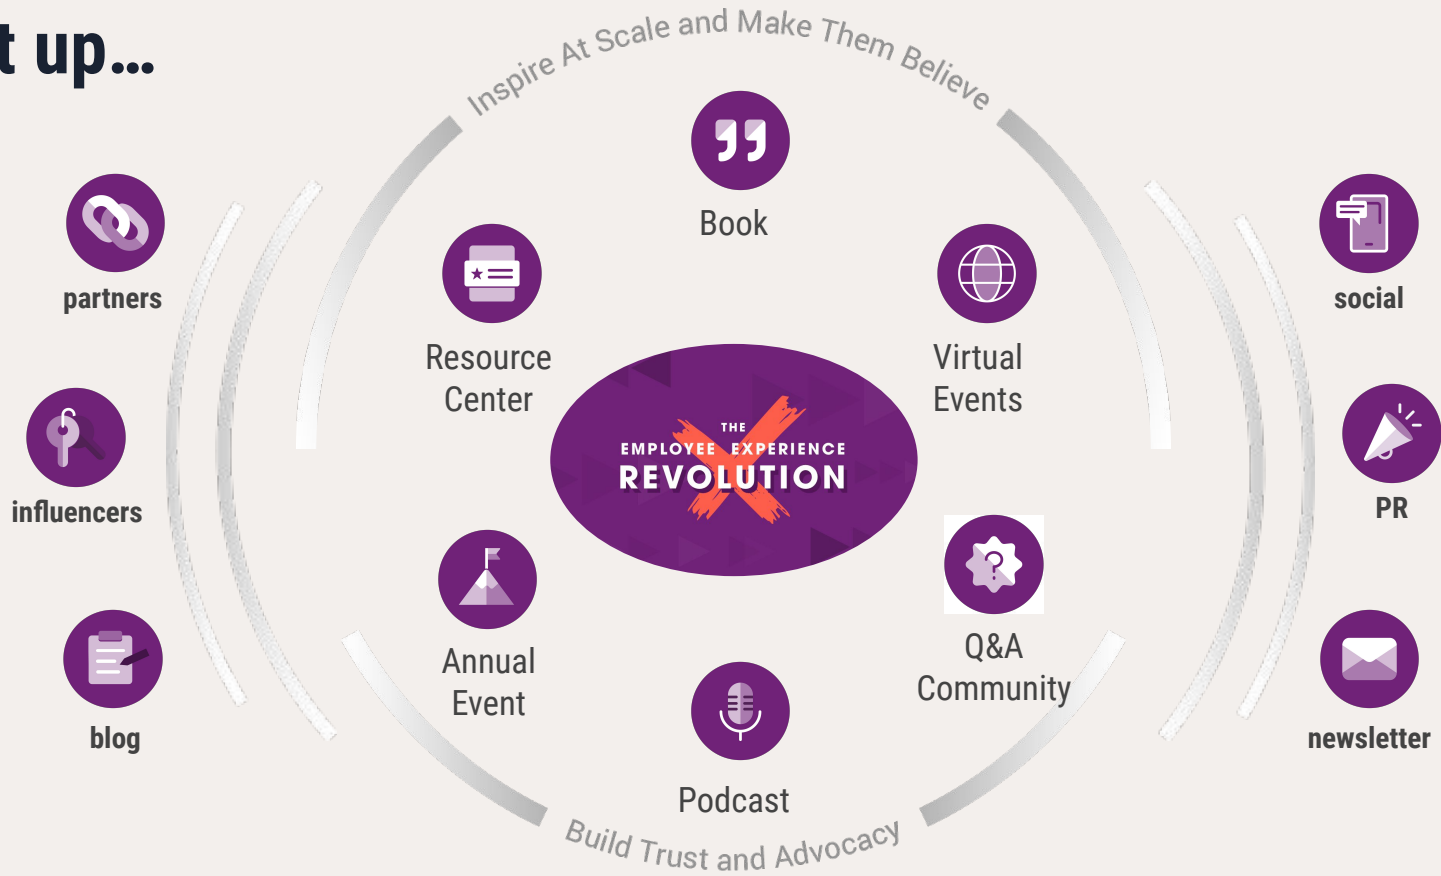 t up...
Inspire At Scale and Make Them Believe
Book
partners
social
Resource
Center
Virtual
Events
THE
EMPLOYEE EXPERIENCE
REVOLUTION
influencers
PR
Annual
Event
Q&A
Community
blog
newsletter
Podcast
Build Trust and Advocacy